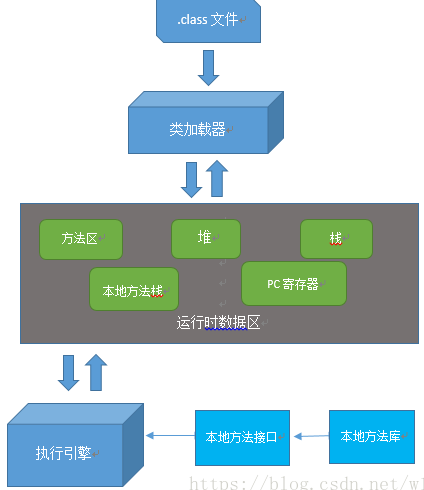 .class 文件
类加载器
方法区
堆
栈
本地方法栈
PC 寄存器
运行时数据区
执行引擎
本地方法接口
本地方法库
https://blog.csdn.net/w1